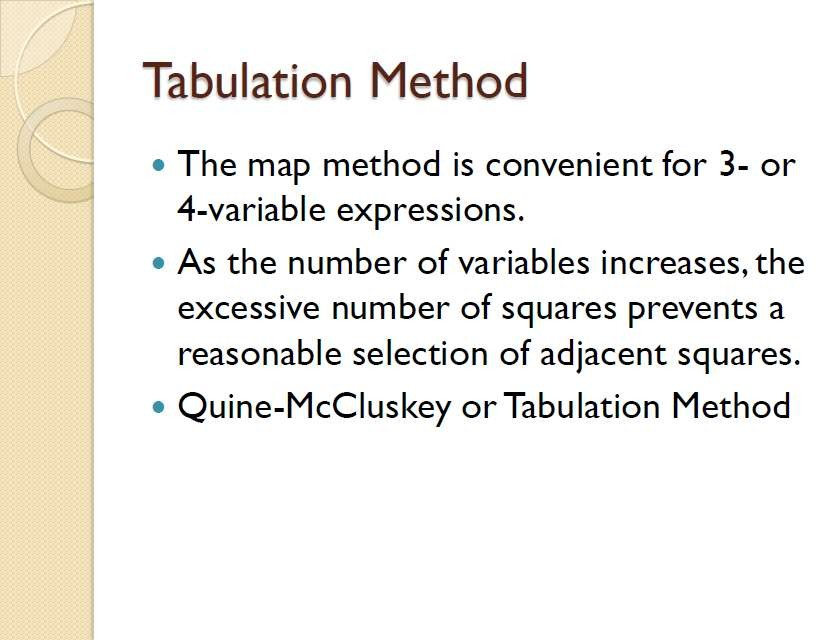 Tabulation Method
• The map method is convenient for 3- or
4-variable expressions.
• As the number of variables increases, the
excessive number of squares prevents a
reasonable selection of adjacent squares.
• Quine-McCluskey or Tabulation Method